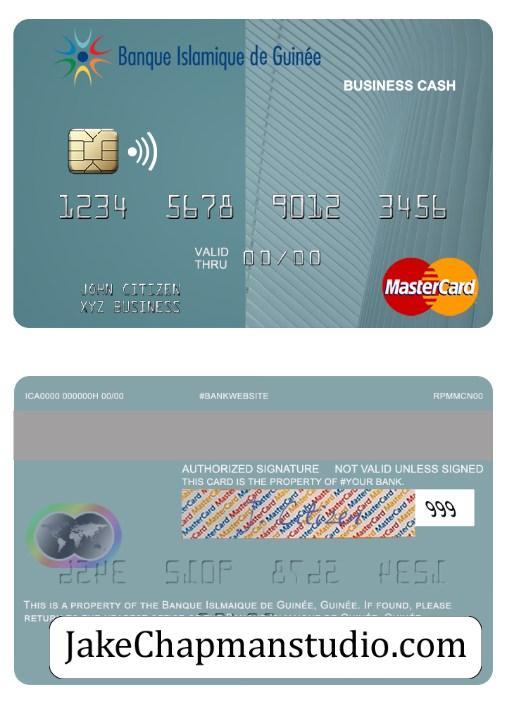 Banque Islamique de Guinée
BUSINESS CASH
1234 5678 9012 3456
VALID
THRU 00/00
JOHN CITIZEN
XYZ BUSINESS
MasterCard
ICA0000 000000H 00/00 #BANKWEBSITE RPMMCN00
AUTHORIZED SIGNATURE NOT VALID UNLESS SIGNED
THIS CARD IS THE PROPERTY OF #YOUR BANK.
999
THIS IS A PROPERTY OF THE BANQUE ISLMAIQUE DE GUINÉE, GUINÉE. IF FOUND, PLEASE
JakeChapmanstudio.com